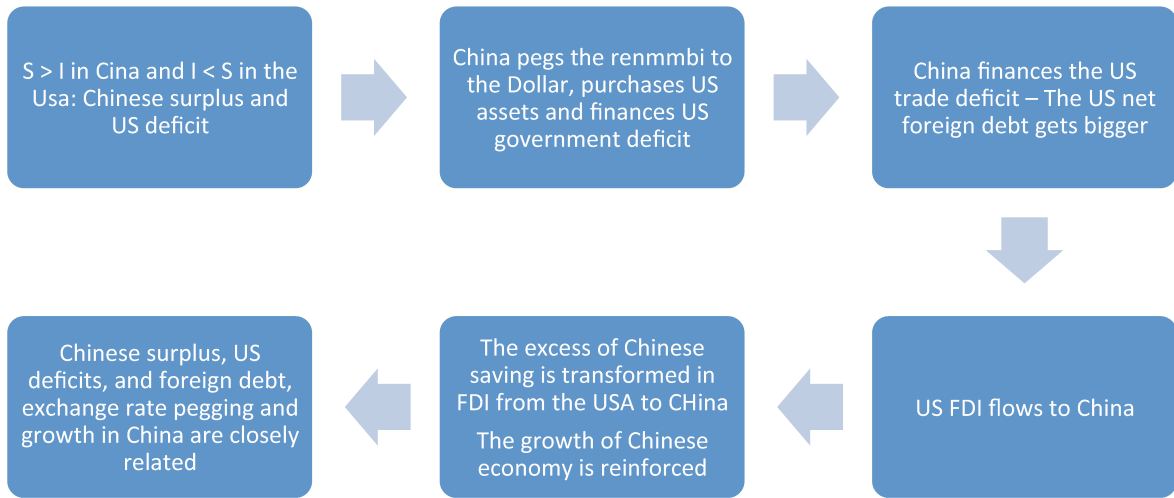 S > I in Cina and I < S in the
Usa: Chinese surplus and
US deficit
China pegs the renmmbi to
the Dollar, purchases US
assets and finances US
government deficit
China finances the US
trade deficit – The US net
foreign debt gets bigger
US FDI flows to China
The excess of Chinese
saving is transformed in
FDI from the USA to CHina
The growth of Chinese
economy is reinforced
Chinese surplus, US
deficits, and foreign debt,
exchange rate pegging and
growth in China are closely
related